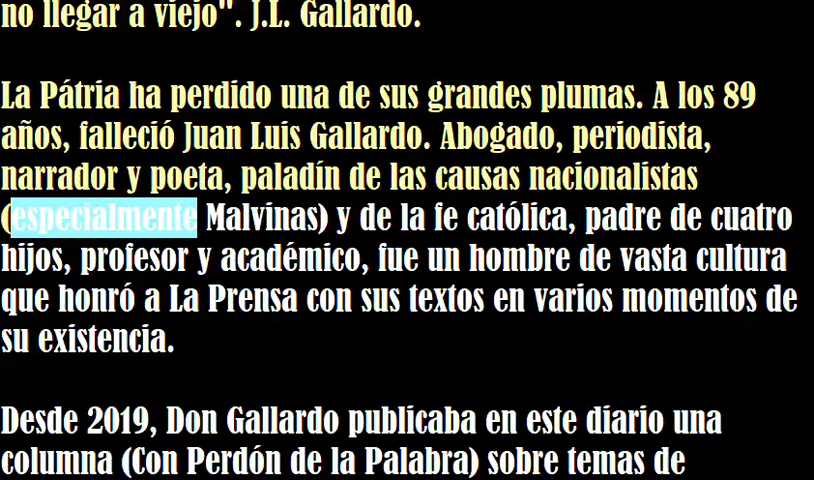 no llegar a viejo". J.L. Gallardo.
La Pátria ha perdido una de sus grandes plumas. A los 89
años, falleció Juan Luis Gallardo. Abogado, periodista,
narrador y poeta, paladín de las causas nacionalistas
(especialmente Malvinas) y de la fe católica, padre de cuatro
hijos, profesor y académico, fue un hombre de vasta cultura
que honró a La Prensa con sus textos en varios momentos de
su existencia.
Desde 2019, Don Gallardo publicaba en este diario una
columna (Con Perdón de la Palabra) sobre temas de